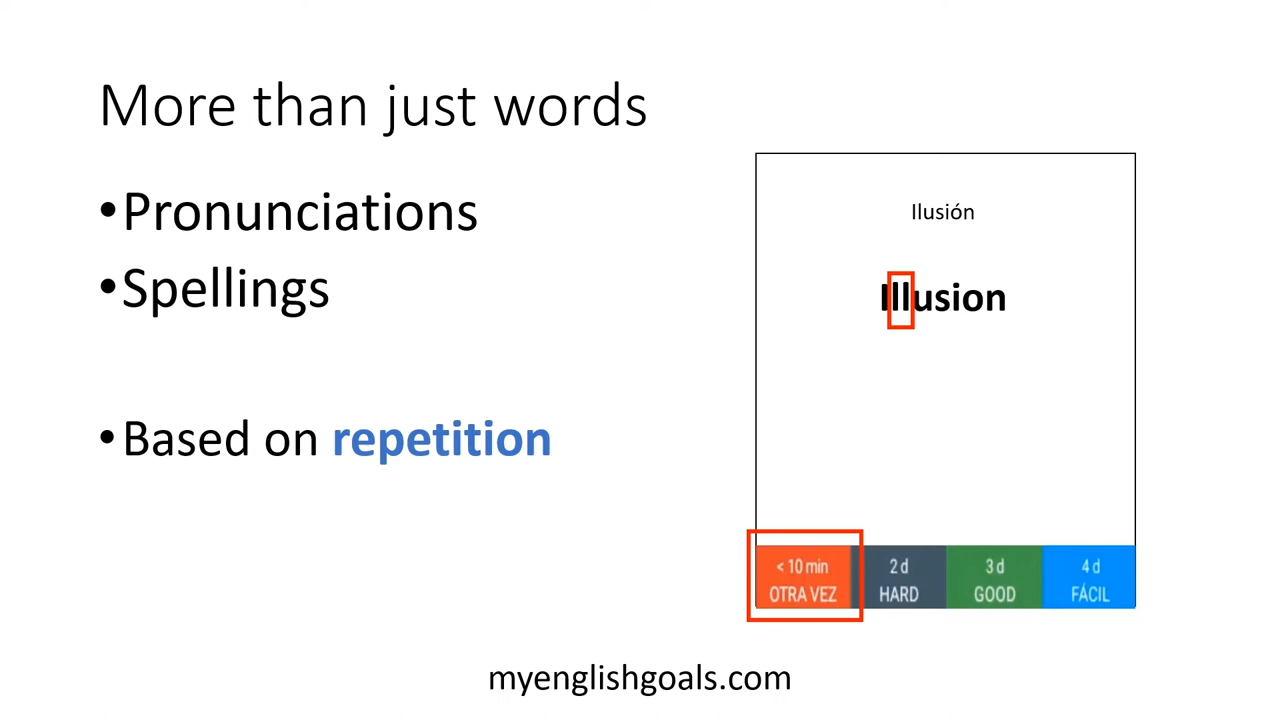 More than just words
•Pronunciations
•Spellings
•Based on repetition
Ilusión
Illusion
< 10 min 2 d 3 d 4 d
OTRA VEZ HARD GOOD FÁCIL
myenglishgoals.com